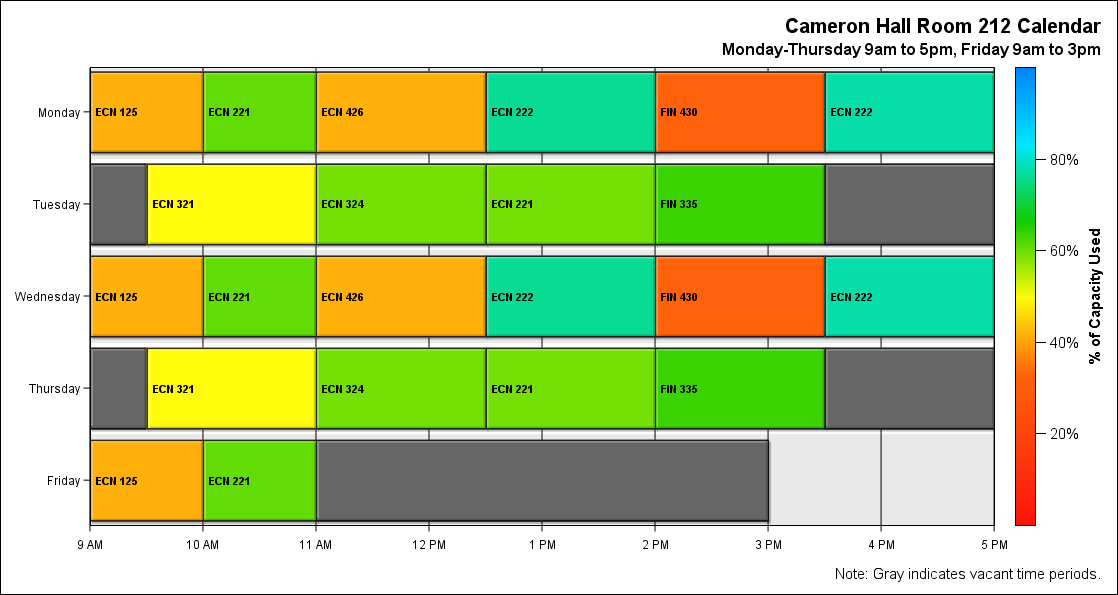 Cameron Hall Room 212 Calendar
Monday-Thursday 9am to 5pm, Friday 9am to 3pm
Monday ECN 125 ECN 221 ECN 426 ECN 222 FIN 430 ECN 222
80%
Tuesday ECN 321 ECN 324 ECN 221 FIN 335
60%
Wednesday ECN 125 ECN 221 ECN 426 ECN 222 FIN 430 ECN 222
% of Capacity Used
40%
Thursday ECN 321 ECN 324 ECN 221 FIN 335
20%
Friday ECN 125 ECN 221
9 AM 10 AM 11 AM 12 PM 1 PM 2 PM 3 PM 4 PM 5 PM
Note: Gray indicates vacant time periods.